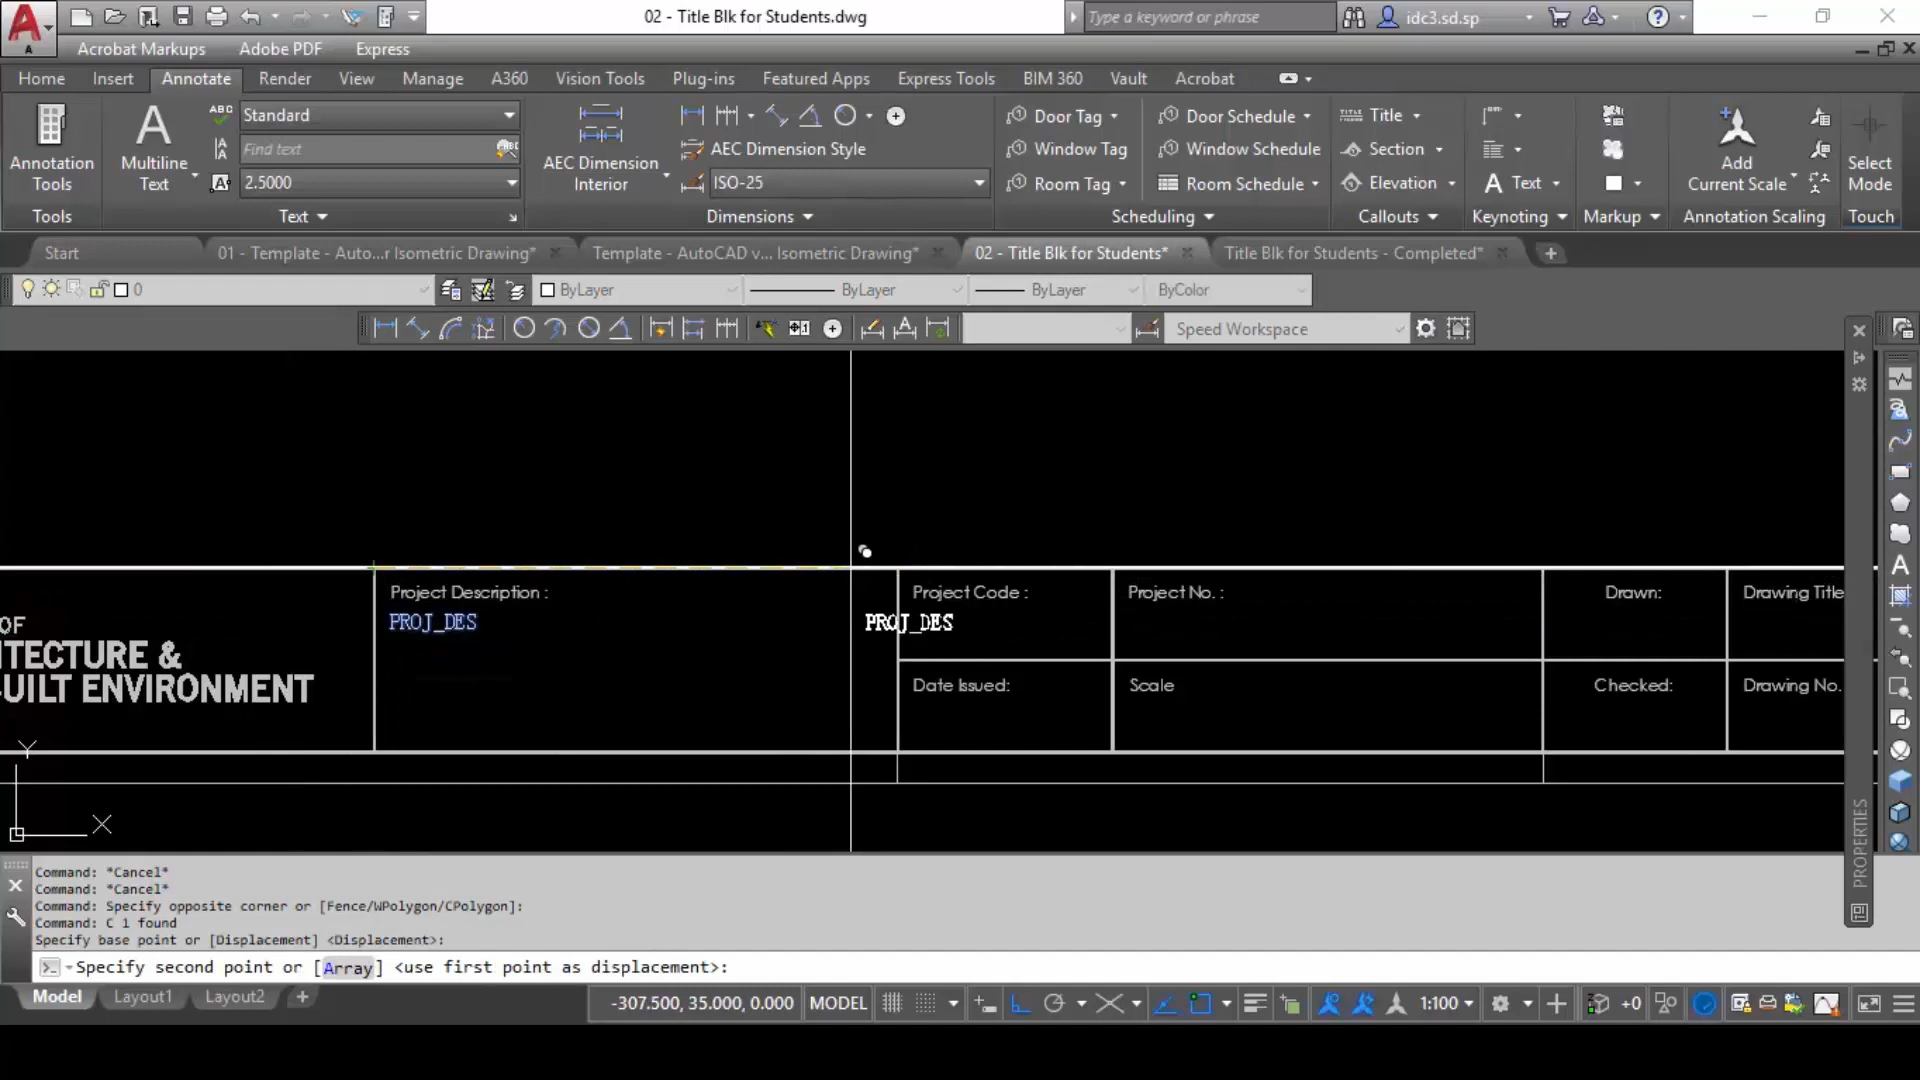 02 - Title Blk for Students.dwg
Type a keyword or phrase
idc3.sd.sp
Acrobat Markups Adobe PDF Express
Home Insert Annotate Render View Manage A360 Vision Tools Plug-ins Featured Apps Express Tools BIM 360 Vault Acrobat
Annotation Tools
Tools
Multiline Text
Standard
Find text
2.5000
Text
AEC Dimension Interior
AEC Dimension Style
ISO-25
Dimensions
Door Tag
Window Tag
Room Tag
Door Schedule
Window Schedule
Room Schedule
Scheduling
Title
Section
Elevation
Callouts
Text
Keynoting
Markup
Add Current Scale
Annotation Scaling
Select Mode
Touch
Start
01 - Template - Auto...r Isometric Drawing*
Template - AutoCAD v... Isometric Drawing*
02 - Title Blk for Students*
Title Blk for Students - Completed*
0
ByLayer
ByLayer
ByLayer
ByColor
Speed Workspace
OF
ITECTURE &
UILT ENVIRONMENT
Project Description :
PROJ_DES
PROJ_DES
Project Code :
Project No. :
Drawn:
Drawing Title
Date Issued:
Scale
Checked:
Drawing No.
Y
X
PROPERTIES
Command: *Cancel*
Command: *Cancel*
Command: Specify opposite corner or [Fence/WPolygon/CPolygon]:
Command: C 1 found
Specify base point or [Displacement] <Displacement>:
Specify second point or [Array] <use first point as displacement>:
Model Layout1 Layout2
-307.500, 35.000, 0.000 MODEL
1:100
+0